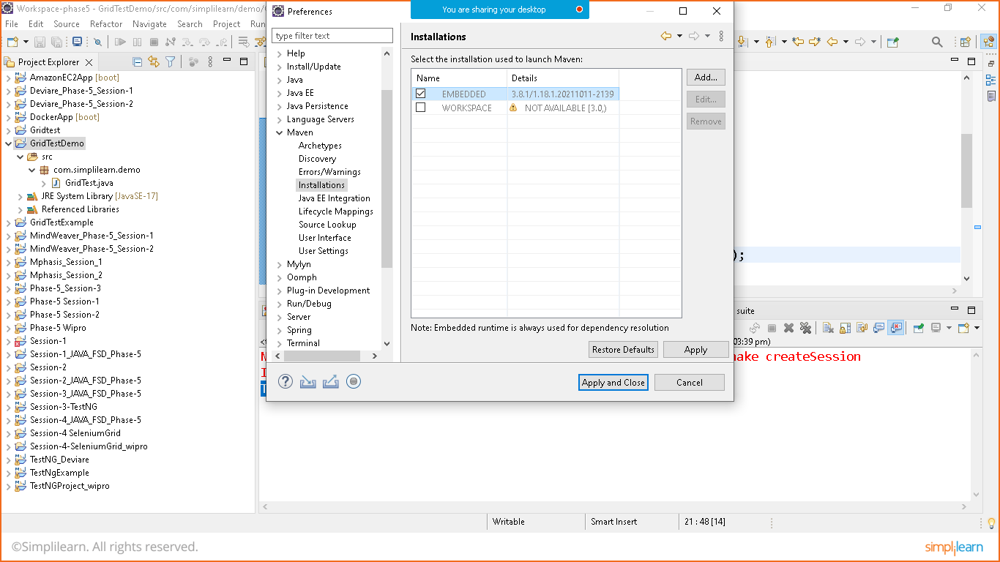 Workspace-phase5 - GridTestDemo/src/com/simplilearn/demo/
Preferences
You are sharing your desktop
File Edit Source Refactor Navigate Search Project Run
type filter text
Installations
Project Explorer
AmazonEC2App [boot]
Deviare_Phase-5_Session-1
Deviare_Phase-5_Session-2
DockerApp [boot]
Gridtest
GridTestDemo
src
com.simplilearn.demo
GridTest.java
JRE System Library [JavaSE-17]
Referenced Libraries
GridTestExample
MindWeaver_Phase-5_Session-1
MindWeaver_Phase-5_Session-2
Mphasis_Session_1
Mphasis_Session_2
Phase-5_Session-3
Phase-5 Session-1
Phase-5 Session-2
Phase-5 Wipro
Session-1
Session-1_JAVA_FSD_Phase-5
Session-2
Session-2_JAVA_FSD_Phase-5
Session-3_JAVA_FSD_Phase-5
Session-3-TestNG
Session-4_JAVA_FSD_Phase-5
Session-4 SeleniumGrid
Session-4-SeleniumGrid_wipro
TestNG_Deviare
TestNgExample
TestNGProject_wipro
Help
Install/Update
Java
Java EE
Java Persistence
Language Servers
Maven
Archetypes
Discovery
Errors/Warnings
Installations
Java EE Integration
Lifecycle Mappings
Source Lookup
User Interface
User Settings
Mylyn
Oomph
Plug-in Development
Run/Debug
Server
Spring
Terminal
Select the installation used to launch Maven:
Name Details
EMBEDDED 3.8.1/1.18.1.20211011-2139
WORKSPACE NOT AVAILABLE [3.0,)
Add...
Edit...
Remove
Note: Embedded runtime is always used for dependency resolution
Restore Defaults Apply
Apply and Close Cancel
);
suite
03:39 pm)
createSession
Writable Smart Insert 21 : 48 [14]
©Simplilearn. All rights reserved.
simplilearn